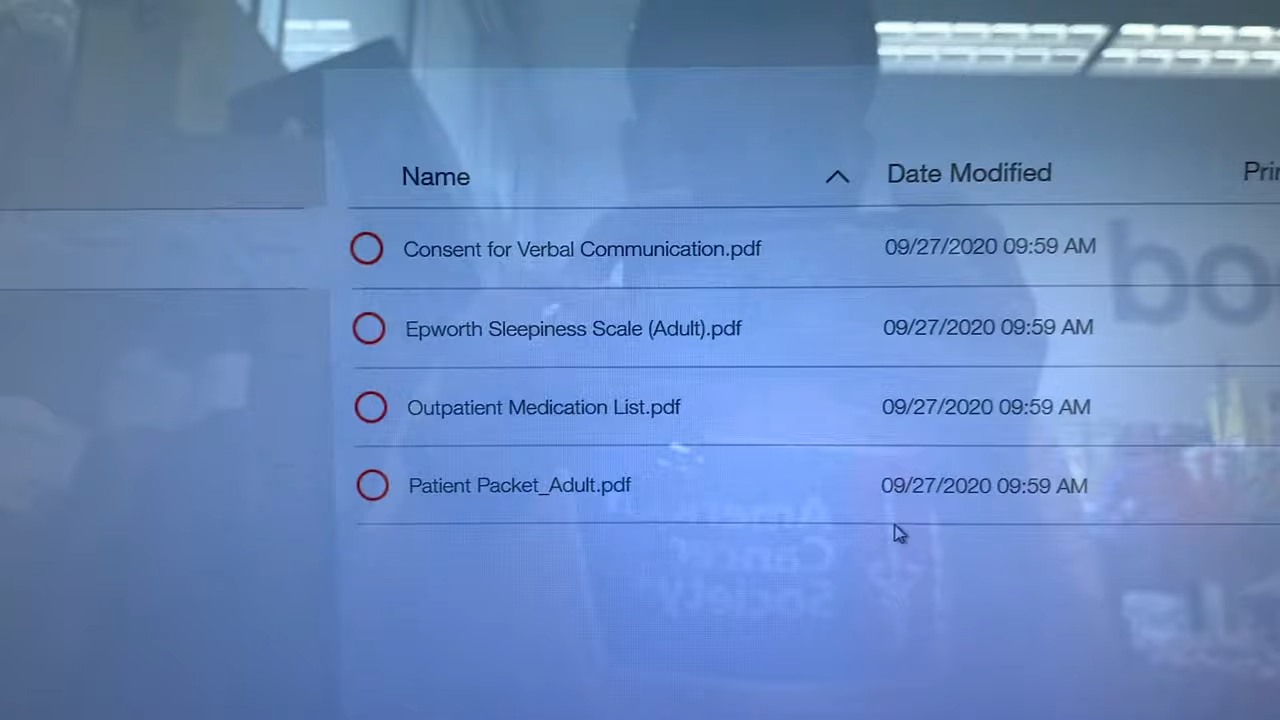 Name
Date Modified
Consent for Verbal Communication.pdf
09/27/2020 09:59 AM
Epworth Sleepiness Scale (Adult).pdf
09/27/2020 09:59 AM
Outpatient Medication List.pdf
09/27/2020 09:59 AM
Patient Packet_Adult.pdf
09/27/2020 09:59 AM
Cancer
Society